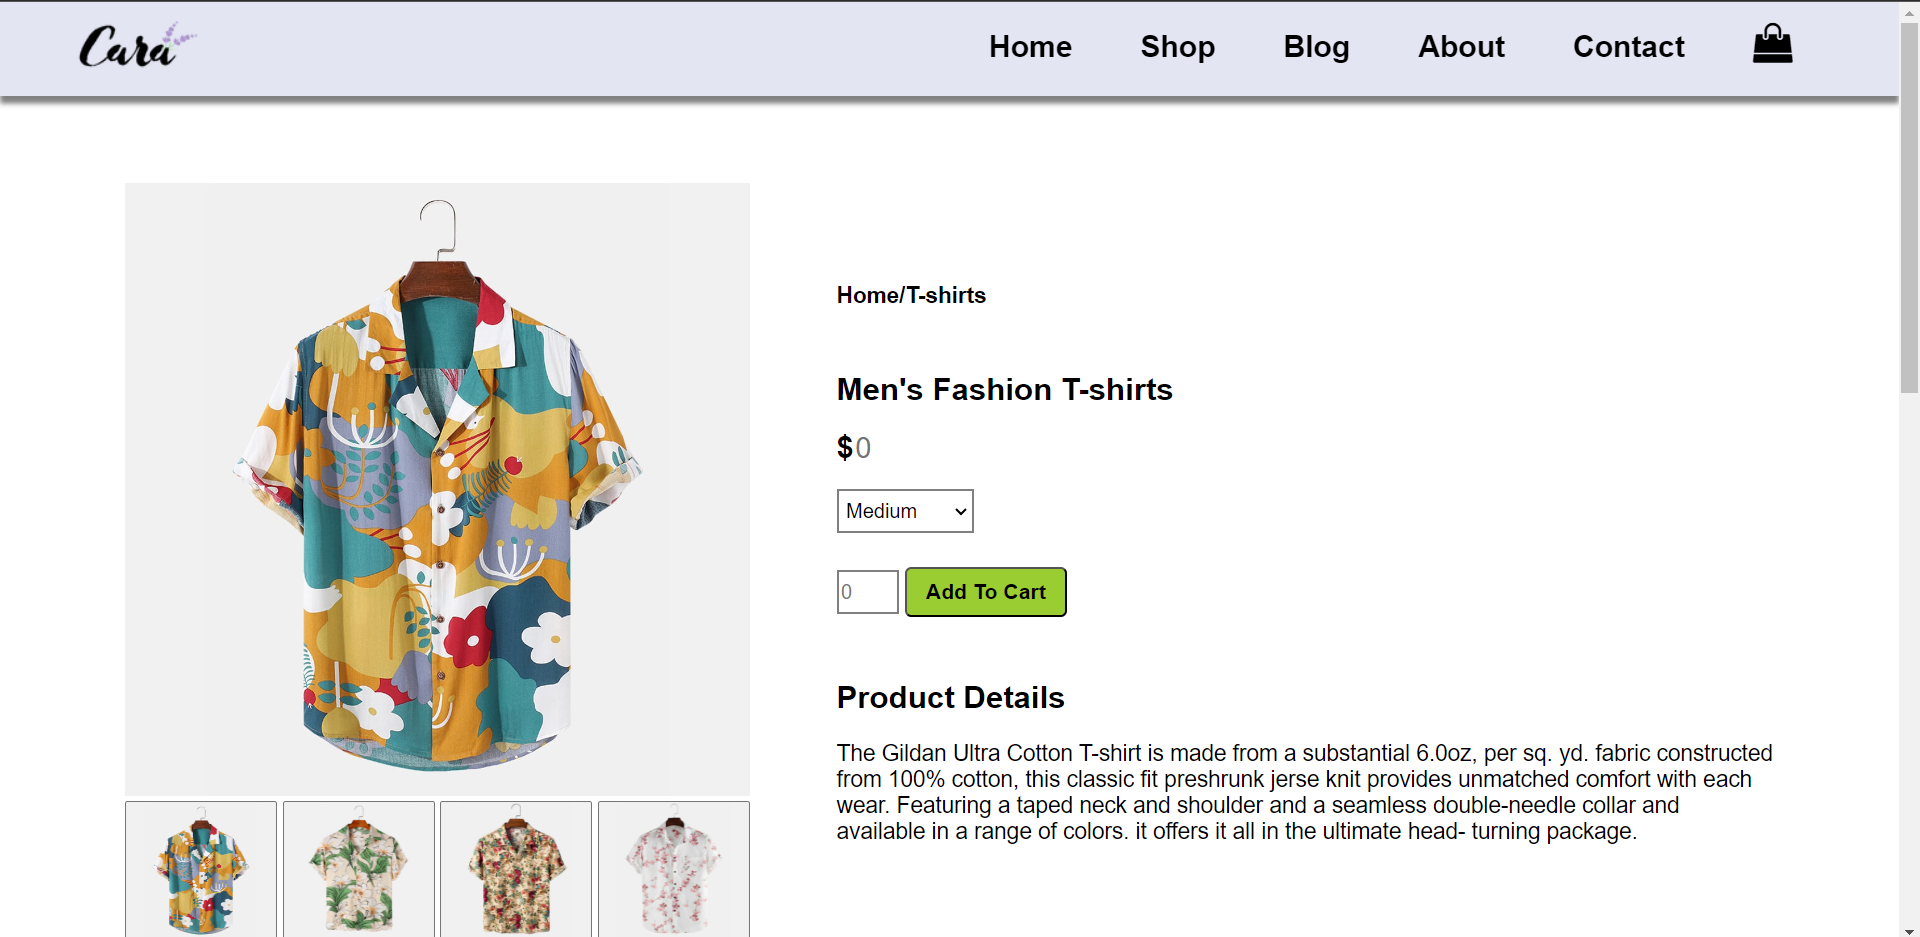 Cara
Home Shop Blog About Contact
Home/T-shirts
Men's Fashion T-shirts
$0
Medium
0 Add To Cart
Product Details
The Gildan Ultra Cotton T-shirt is made from a substantial 6.0oz, per sq. yd. fabric constructed
from 100% cotton, this classic fit preshrunk jerse knit provides unmatched comfort with each
wear. Featuring a taped neck and shoulder and a seamless double-needle collar and
available in a range of colors. it offers it all in the ultimate head- turning package.